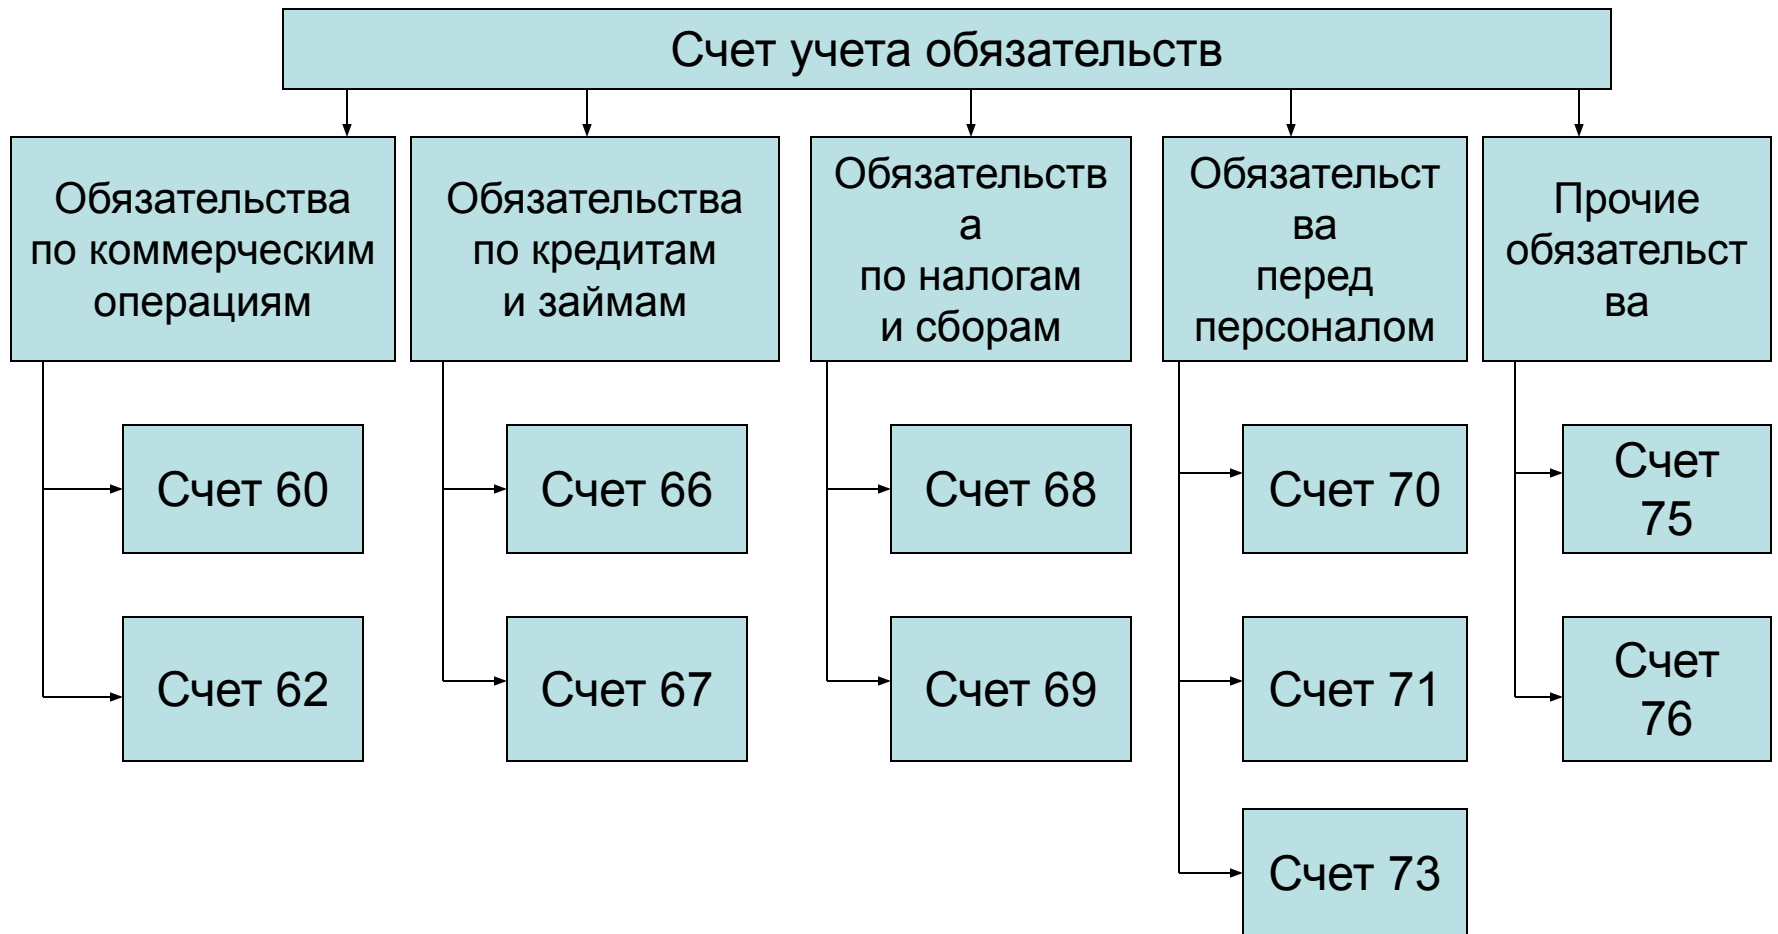 Счет учета обязательств
Обязательства
по коммерческим
операциям
Обязательства
по кредитам
и займам
Обязательств
а
по налогам
и сборам
Обязательст
ва
перед
персоналом
Прочие
обязательст
ва
Счет 60
Счет 66
Счет 68
Счет 70
Счет
75
Счет 62
Счет 67
Счет 69
Счет 71
Счет
76
Счет 73